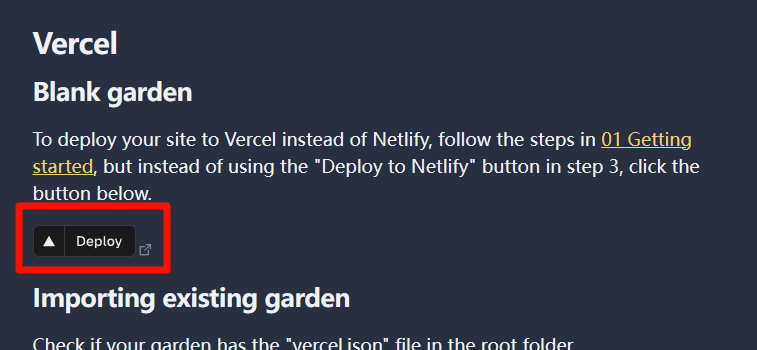 Vercel
Blank garden
To deploy your site to Vercel instead of Netlify, follow the steps in 01 Getting
started, but instead of using the "Deploy to Netlify" button in step 3, click the
button below.
Deploy
Importing existing garden
Check if your garden has the "vercel.json" file in the root folder